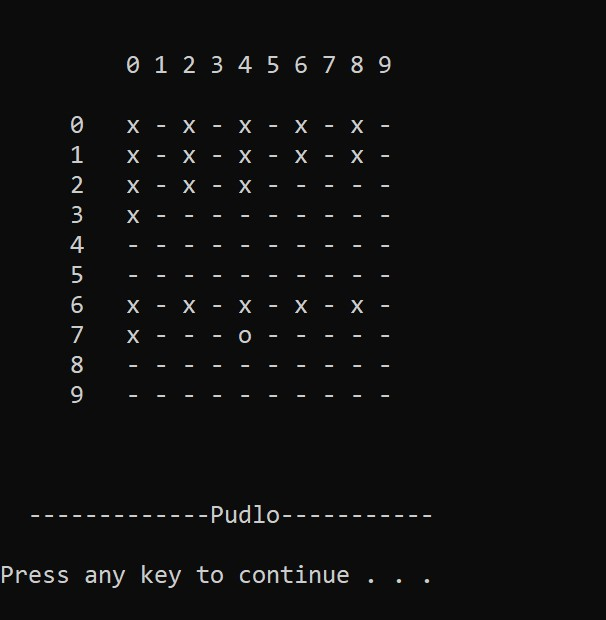 0 1 2 3 4 5 6 7 8 9
0 x - x - x - x - x -
1 x - x - x - x - x -
2 x - x - x - - - - -
3 x - - - - - - - - -
4 - - - - - - - - - -
5 - - - - - - - - - -
6 x - x - x - x - x -
7 x - - - o - - - - -
8 - - - - - - - - - -
9 - - - - - - - - - -
-------------Pudlo-----------
Press any key to continue . . .